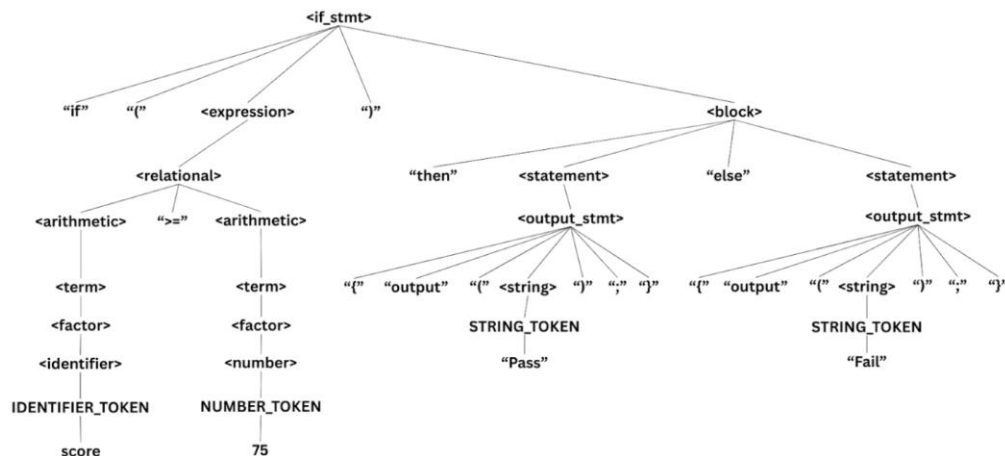 <if_stmt>
“if” “(” <expression> “)” <block>
<relational> “then” <statement> “else” <statement>
<arithmetic> “>=” <arithmetic> <output_stmt> <output_stmt>
<term> <term> “{” “output” “(” <string> “)” “;” “}” “{” “output” “(” <string> “)” “;” “}”
<factor> <factor> STRING_TOKEN STRING_TOKEN
<identifier> <number> “Pass” “Fail”
IDENTIFIER_TOKEN NUMBER_TOKEN
score 75